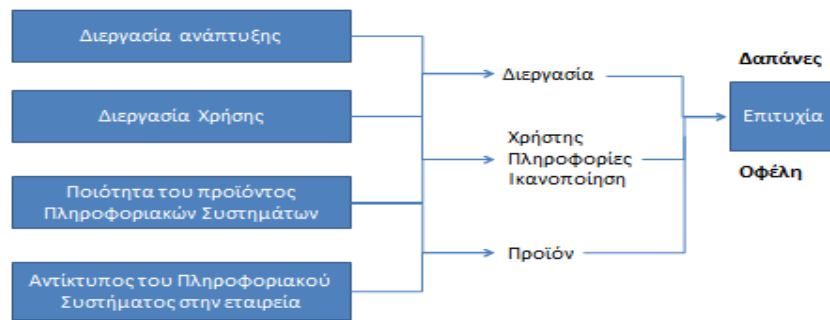 Διεργασία ανάπτυξης
Διεργασία Χρήσης
Ποιότητα του προϊόντος
Πληροφοριακών Συστημάτων
Αντίκτυπος του Πληροφοριακού
Συστήματος στην εταιρεία
Διεργασία
Χρήστης
Πληροφορίες
Ικανοποίηση
Προϊόν
Δαπάνες
Επιτυχία
Οφέλη